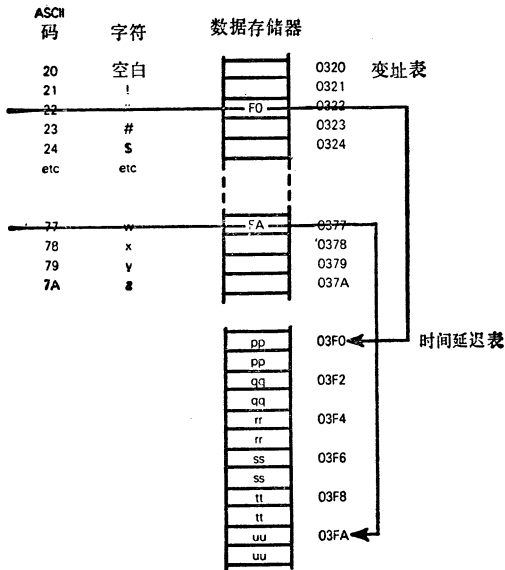 ASCII
码 字符 数据存储器
20 空白 0320 变址表
21 ! 0321
22 " F0 0322
23 # 0323
24 $ 0324
etc etc
77 w FA 0377
78 x 0378
79 y 0379
7A z 037A
pp 03F0 时间延迟表
pp
qq 03F2
qq
rr 03F4
rr
ss 03F6
ss
tt 03F8
tt
uu 03FA
uu